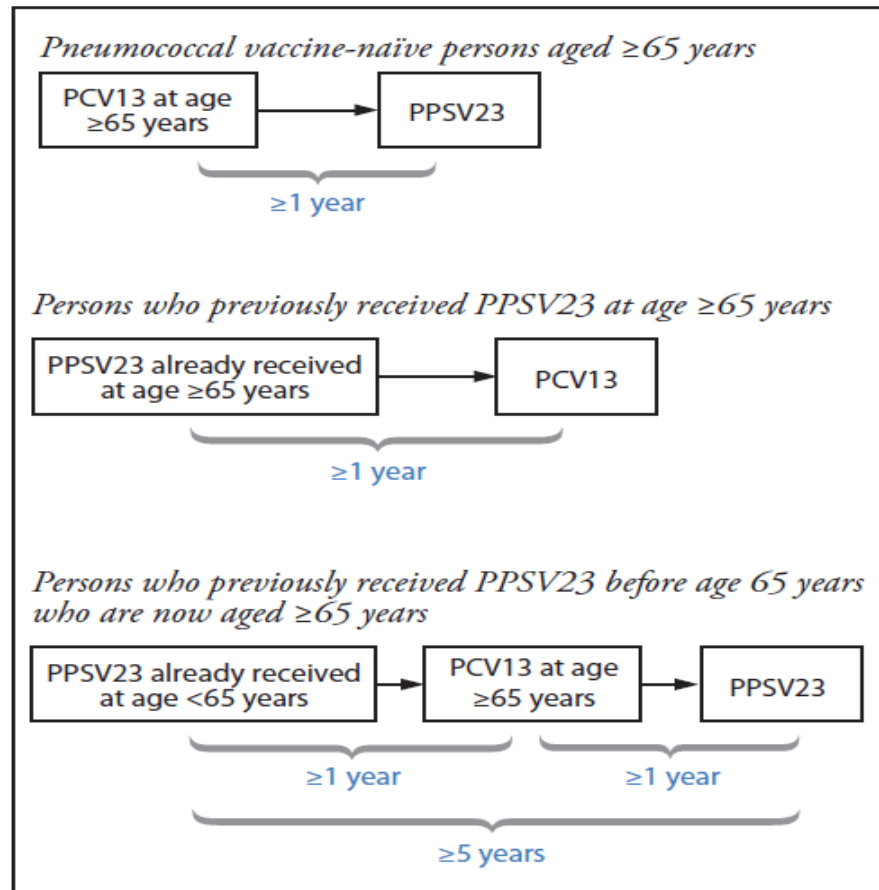 Pneumococcal vaccine-naïve persons aged ≥65 years
PCV13 at age
≥65 years
PPSV23
≥1 year
Persons who previously received PPSV23 at age ≥65 years
PPSV23 already received
at age ≥65 years
PCV13
≥1 year
Persons who previously received PPSV23 before age 65 years
who are now aged ≥65 years
PPSV23 already received
at age <65 years
PCV13 at age
≥65 years
PPSV23
≥1 year
≥1 year
≥5 years